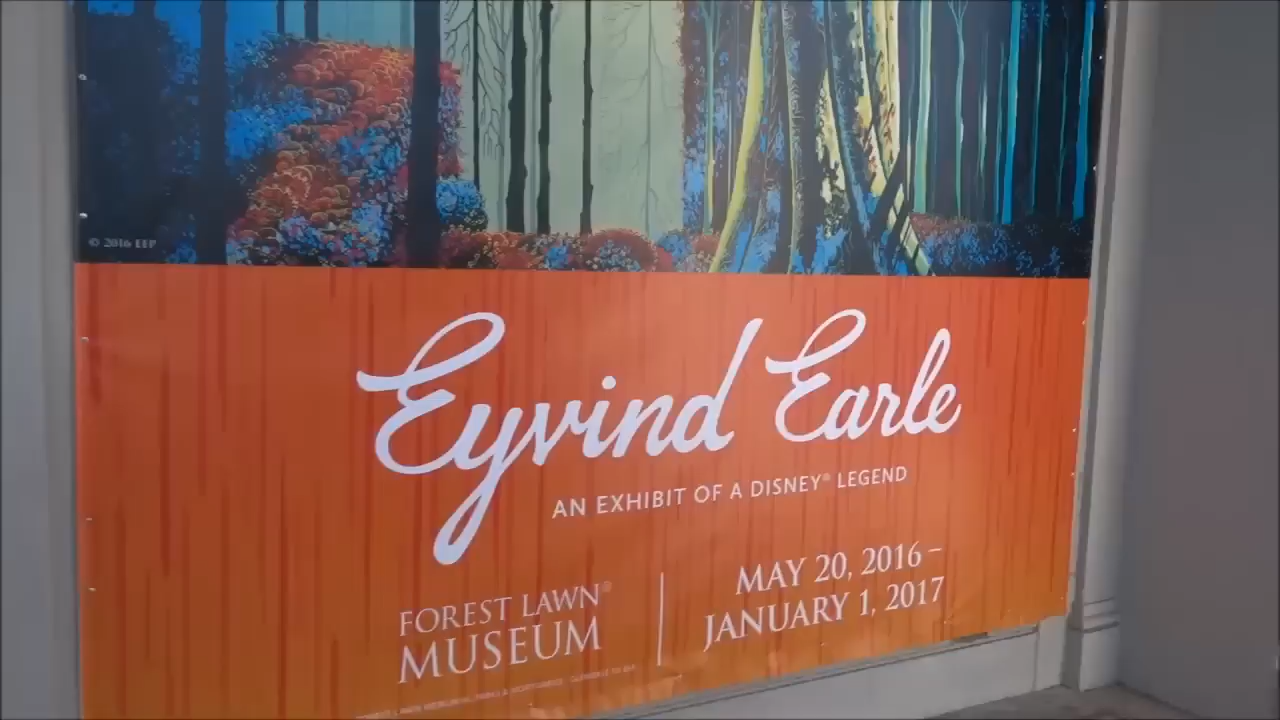 © 2016 EEP
Eyvind Earle
AN EXHIBIT OF A DISNEY® LEGEND
FOREST LAWN®
MUSEUM
MAY 20, 2016 –
JANUARY 1, 2017